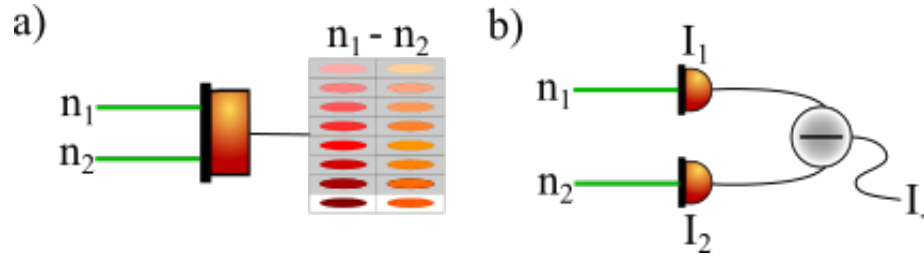 a)
n₁ - n₂
n₁
n₂
b)
I₁
n₁
n₂
I₂
I₋